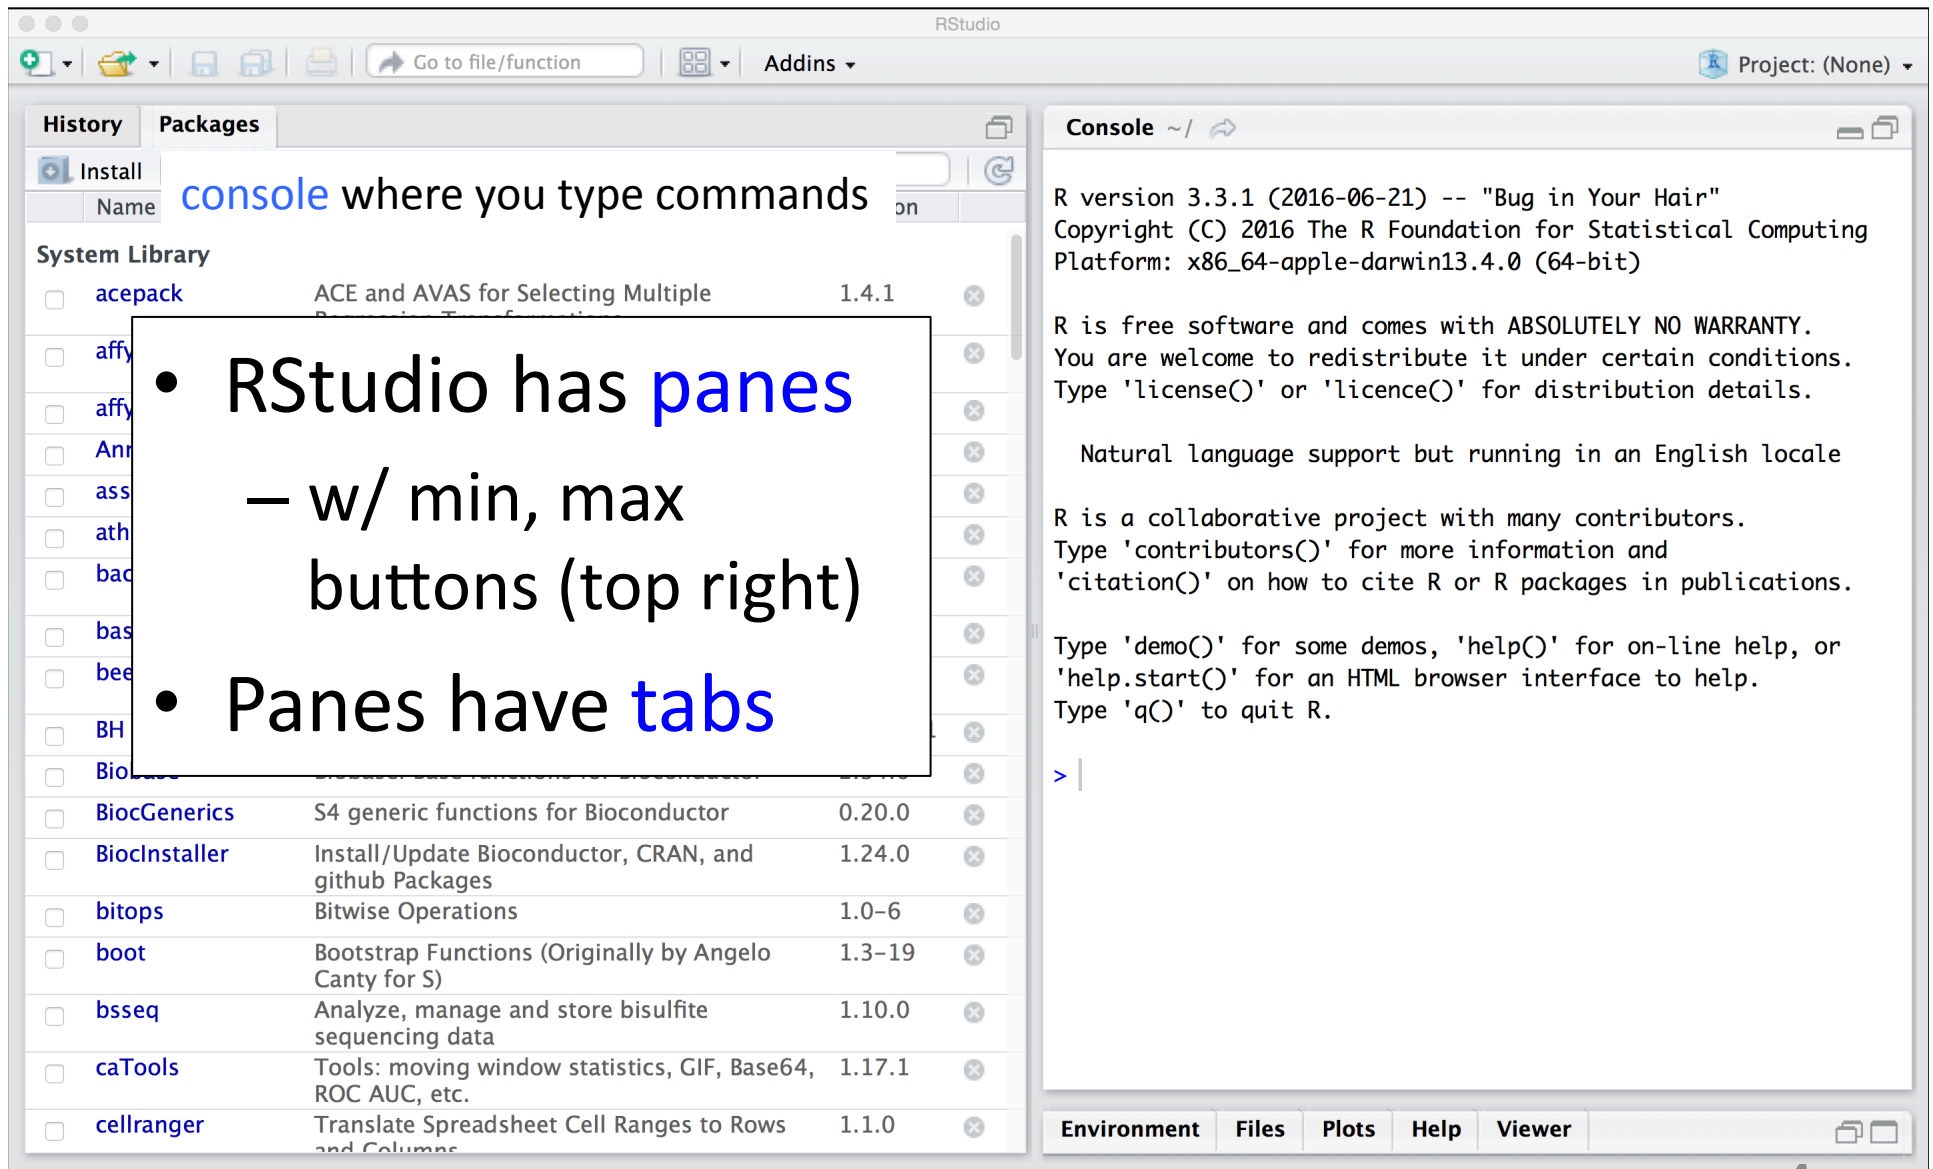 RStudio
Go to file/function
Addins
Project: (None)
History Packages
Install
console where you type commands
Name
System Library
acepack ACE and AVAS for Selecting Multiple 1.4.1
RStudio has panes
– w/ min, max
buttons (top right)
Panes have tabs
BH
BiocGenerics S4 generic functions for Bioconductor 0.20.0
BiocInstaller Install/Update Bioconductor, CRAN, and 1.24.0
github Packages
bitops Bitwise Operations 1.0-6
boot Bootstrap Functions (Originally by Angelo 1.3-19
Canty for S)
bsseq Analyze, manage and store bisulfite 1.10.0
sequencing data
caTools Tools: moving window statistics, GIF, Base64, 1.17.1
ROC AUC, etc.
cellranger Translate Spreadsheet Cell Ranges to Rows 1.1.0
and Columns
Console ~/
R version 3.3.1 (2016-06-21) -- "Bug in Your Hair"
Copyright (C) 2016 The R Foundation for Statistical Computing
Platform: x86_64-apple-darwin13.4.0 (64-bit)
R is free software and comes with ABSOLUTELY NO WARRANTY.
You are welcome to redistribute it under certain conditions.
Type 'license()' or 'licence()' for distribution details.
Natural language support but running in an English locale
R is a collaborative project with many contributors.
Type 'contributors()' for more information and
'citation()' on how to cite R or R packages in publications.
Type 'demo()' for some demos, 'help()' for on-line help, or
'help.start()' for an HTML browser interface to help.
Type 'q()' to quit R.
>
Environment Files Plots Help Viewer